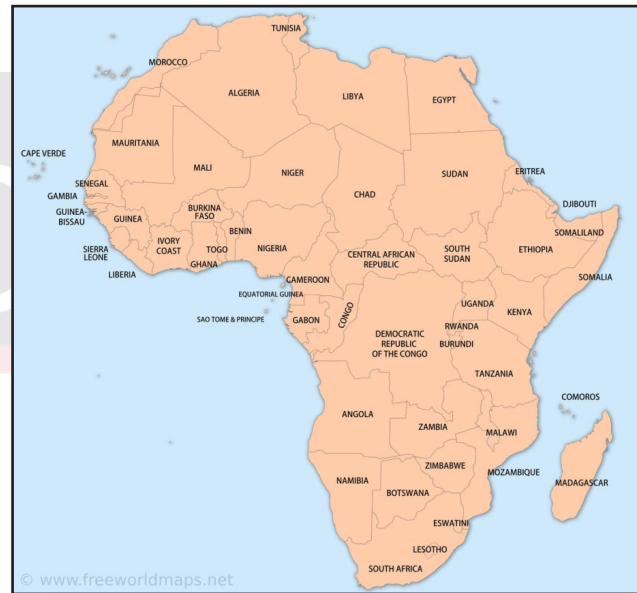 TUNISIA
MOROCCO
ALGERIA
LIBYA
EGYPT
MAURITANIA
CAPE VERDE
MALI
NIGER
CHAD
SUDAN
ERITREA
SENEGAL
GAMBIA
GUINEA-
BISSAU
GUINEA
BURKINA
FASO
BENIN
NIGERIA
DJIBOUTI
SOMALILAND
ETHIOPIA
SIERRA
LEONE
IVORY
COAST
TOGO
GHANA
LIBERIA
CENTRAL AFRICAN
REPUBLIC
SOUTH
SUDAN
SOMALIA
CAMEROON
EQUATORIAL GUINEA
SAO TOME & PRINCIPE
GABON
CONGO
UGANDA
KENYA
RWANDA
BURUNDI
DEMOCRATIC
REPUBLIC
OF THE CONGO
TANZANIA
COMOROS
ANGOLA
ZAMBIA
MALAWI
ZIMBABWE
MOZAMBIQUE
MADAGASCAR
NAMIBIA
BOTSWANA
ESWATINI
LESOTHO
SOUTH AFRICA
© www.freeworldmaps.net